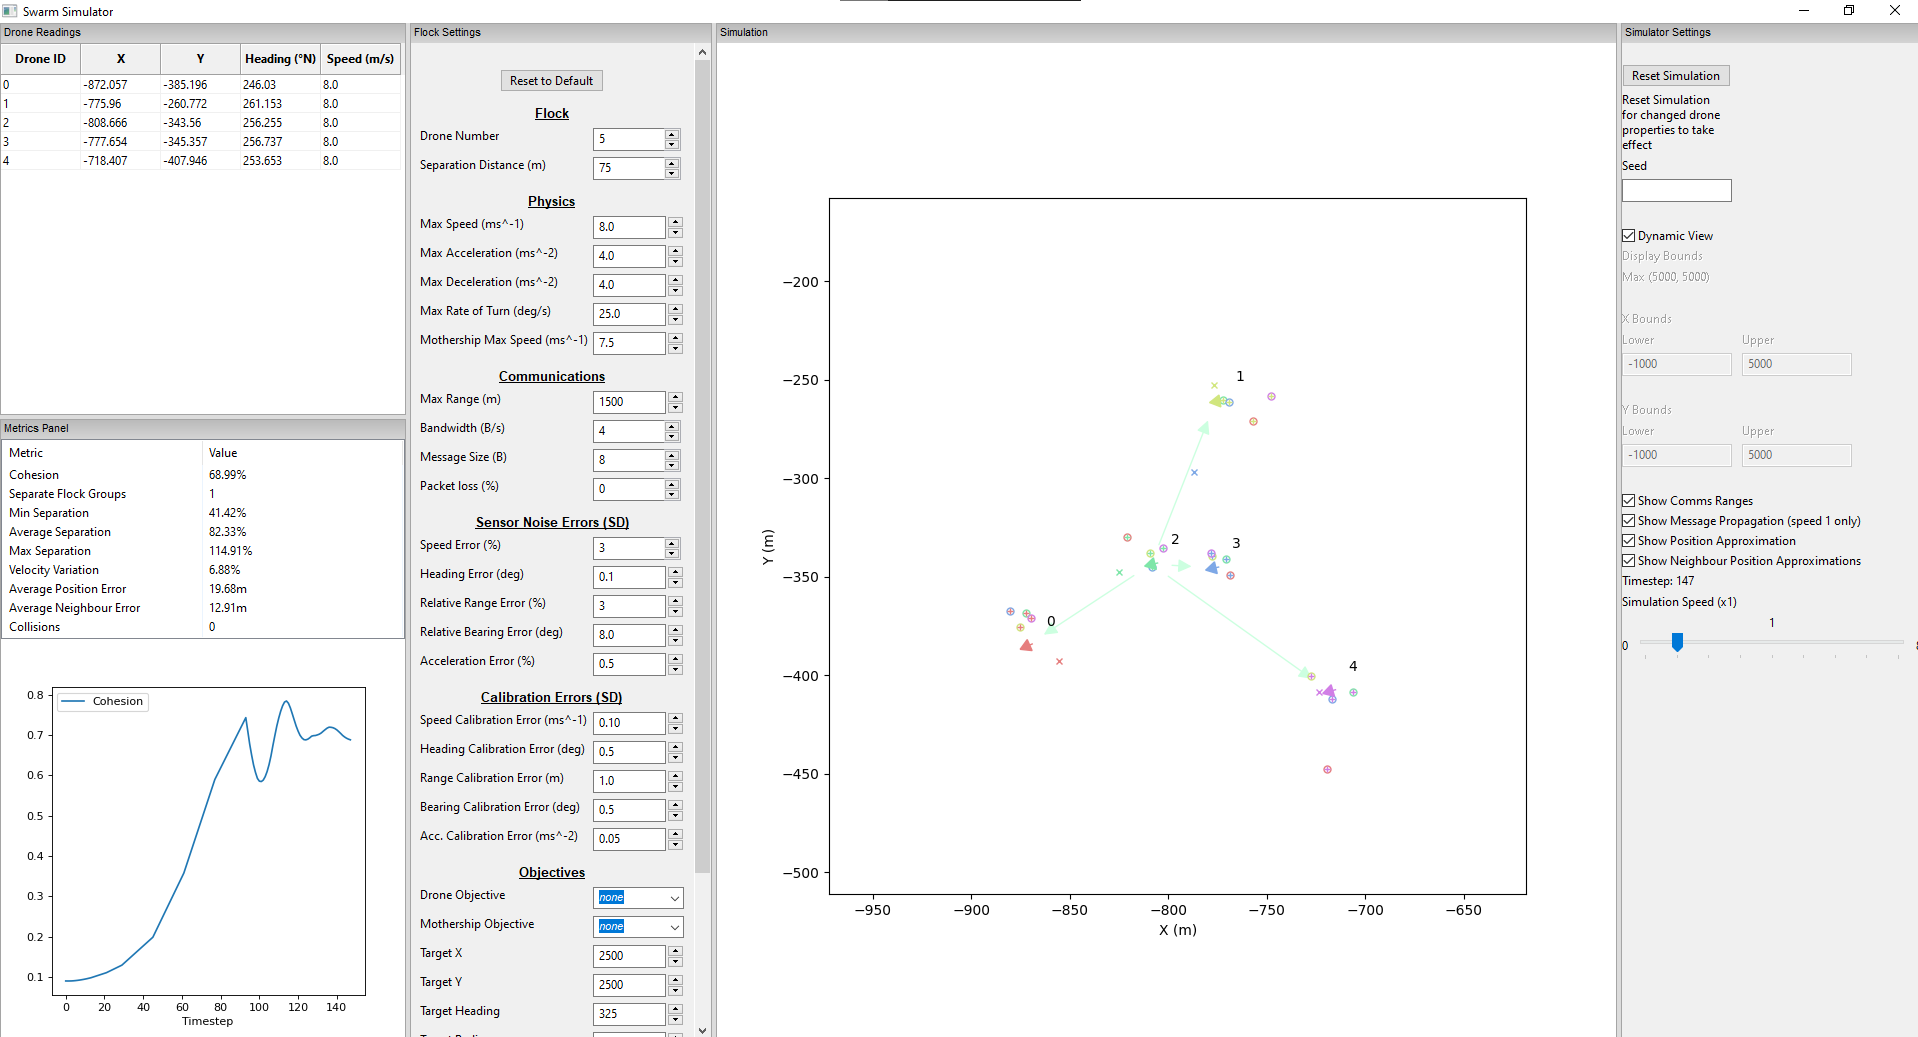 Swarm Simulator
Drone Readings
Drone ID X Y Heading (°N) Speed (m/s)
0 -872.057 -385.196 246.03 8.0
1 -775.96 -260.772 261.153 8.0
2 -808.666 -343.56 256.255 8.0
3 -777.654 -345.357 256.737 8.0
4 -718.407 -407.946 253.653 8.0
Metrics Panel
Metric Value
Cohesion 68.99%
Separate Flock Groups 1
Min Separation 41.42%
Average Separation 82.33%
Max Separation 114.91%
Velocity Variation 6.88%
Average Position Error 19.68m
Average Neighbour Error 12.91m
Collisions 0
Cohesion
0.8
0.7
0.6
0.5
0.4
0.3
0.2
0.1
0 20 40 60 80 100 120 140
Timestep
Flock Settings
Reset to Default
Flock
Drone Number 5
Separation Distance (m) 75
Physics
Max Speed (ms^-1) 8.0
Max Acceleration (ms^-2) 4.0
Max Deceleration (ms^-2) 4.0
Max Rate of Turn (deg/s) 25.0
Mothership Max Speed (ms^-1) 7.5
Communications
Max Range (m) 1500
Bandwidth (B/s) 4
Message Size (B) 8
Packet loss (%) 0
Sensor Noise Errors (SD)
Speed Error (%) 3
Heading Error (deg) 0.1
Relative Range Error (%) 3
Relative Bearing Error (deg) 8.0
Acceleration Error (%) 0.5
Calibration Errors (SD)
Speed Calibration Error (ms^-1) 0.10
Heading Calibration Error (deg) 0.5
Range Calibration Error (m) 1.0
Bearing Calibration Error (deg) 0.5
Acc. Calibration Error (ms^-2) 0.05
Objectives
Drone Objective none
Mothership Objective none
Target X 2500
Target Y 2500
Target Heading 325
Simulation
−200
−250
−300
−350
−400
−450
−500
Y (m)
1
2
3
0
4
−950 −900 −850 −800 −750 −700 −650
X (m)
Simulator Settings
Reset Simulation
Reset Simulation
for changed drone
properties to take
effect
Seed
Dynamic View
Display Bounds
Max (5000, 5000)
X Bounds
Lower Upper
-1000 5000
Y Bounds
Lower Upper
-1000 5000
Show Comms Ranges
Show Message Propagation (speed 1 only)
Show Position Approximation
Show Neighbour Position Approximations
Timestep: 147
Simulation Speed (x1)
1
0